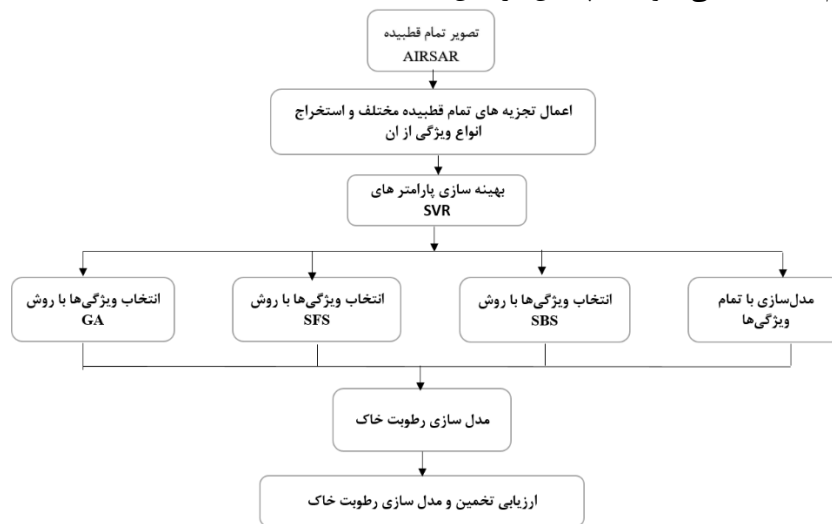 تصویر تمام قطبیده
AIRSAR
اعمال تجزیه های تمام قطبیده مختلف و استخراج
انواع ویژگی از ان
بهینه سازی پارامتر های
SVR
مدل‌سازی با تمام
ویژگی‌ها
انتخاب ویژگی‌ها با روش
SBS
انتخاب ویژگی‌ها با روش
SFS
انتخاب ویژگی‌ها با روش
GA
مدل سازی رطوبت خاک
ارزیابی تخمین و مدل سازی رطوبت خاک